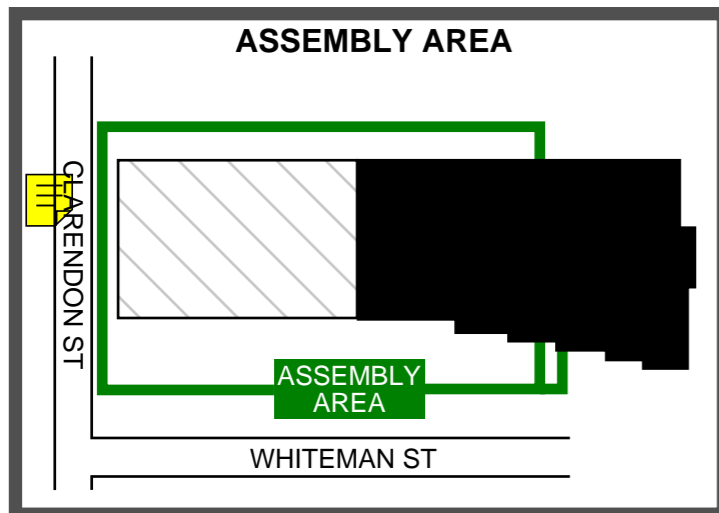 ASSEMBLY AREA
CLARENDON ST
ASSEMBLY
AREA
WHITEMAN ST